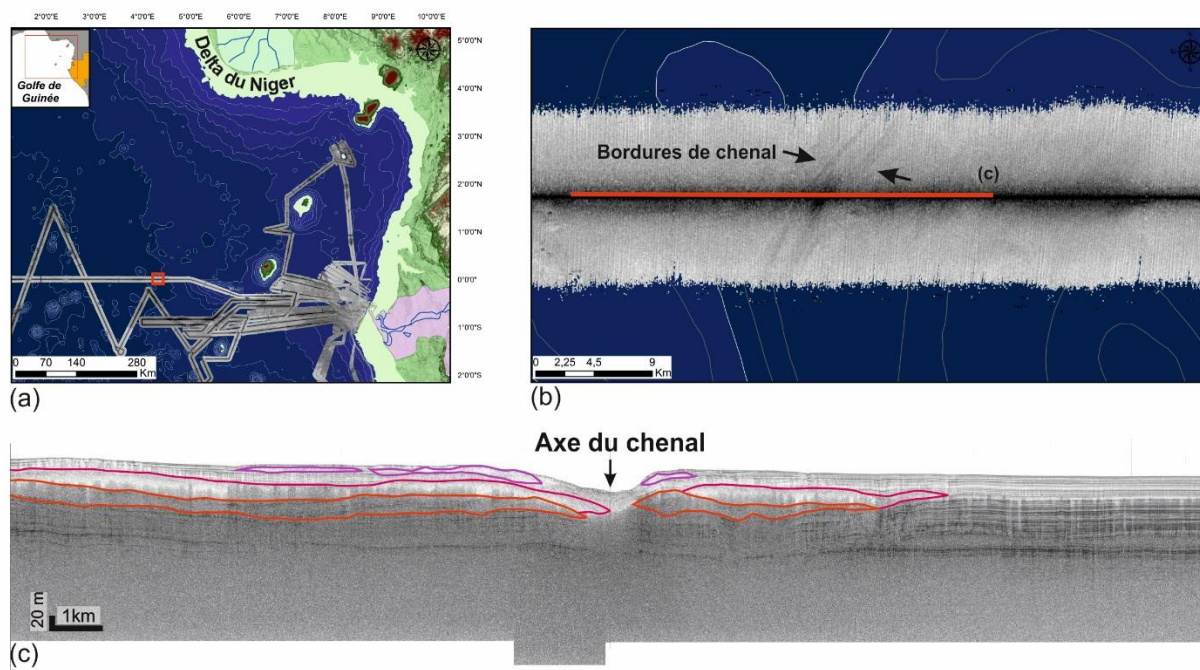 2°0'0"E 3°0'0"E 4°0'0"E 5°0'0"E 6°0'0"E 7°0'0"E 8°0'0"E 9°0'0"E 10°0'0"E
Golfe de
Guinée
Delta du Niger
5°0'0"N
4°0'0"N
3°0'0"N
2°0'0"N
1°0'0"N
0°0'0"
1°0'0"S
2°0'0"S
0 70 140 280
Km
(a)
Bordures de chenal
(c)
0 2,25 4,5 9
Km
(b)
Axe du chenal
20 m
1km
(c)